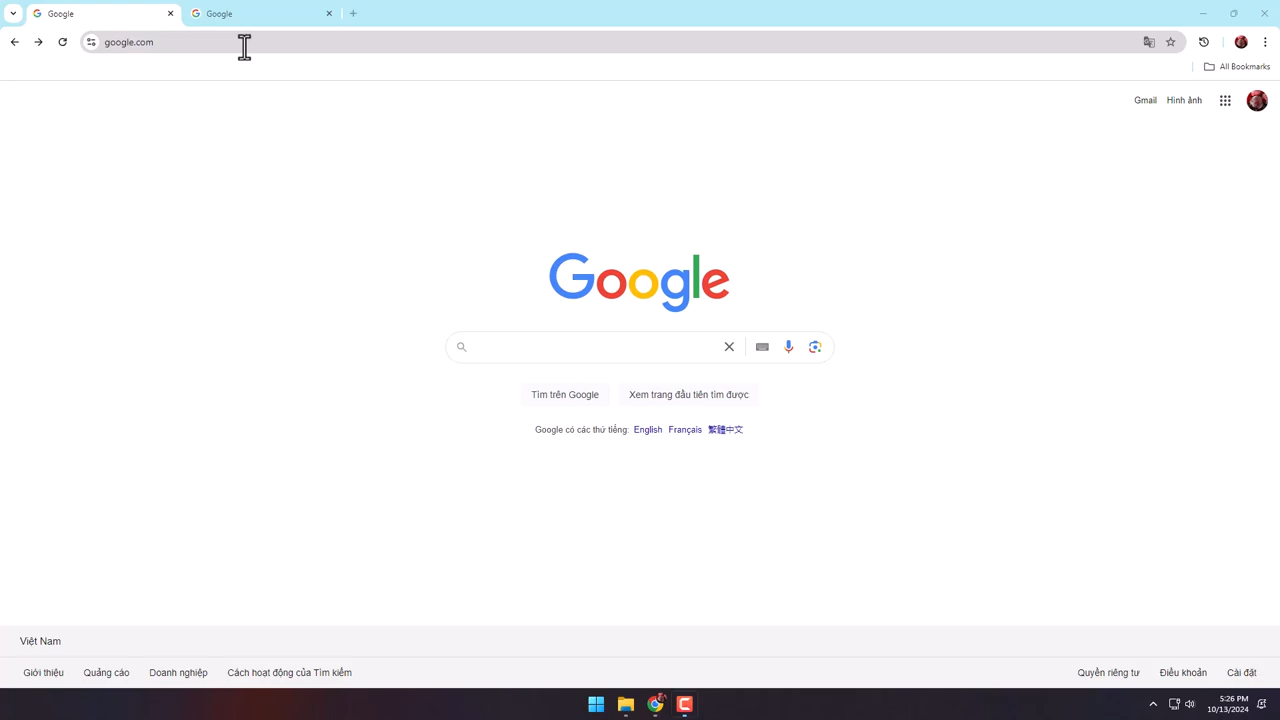 Google
Google
google.com
All Bookmarks
Gmail
Hình ảnh
Google
Tìm trên Google
Xem trang đầu tiên tìm được
Google có các thứ tiếng: English Français 繁體中文
Việt Nam
Giới thiệu
Quảng cáo
Doanh nghiệp
Cách hoạt động của Tìm kiếm
Quyền riêng tư
Điều khoản
Cài đặt
5:26 PM
10/13/2024